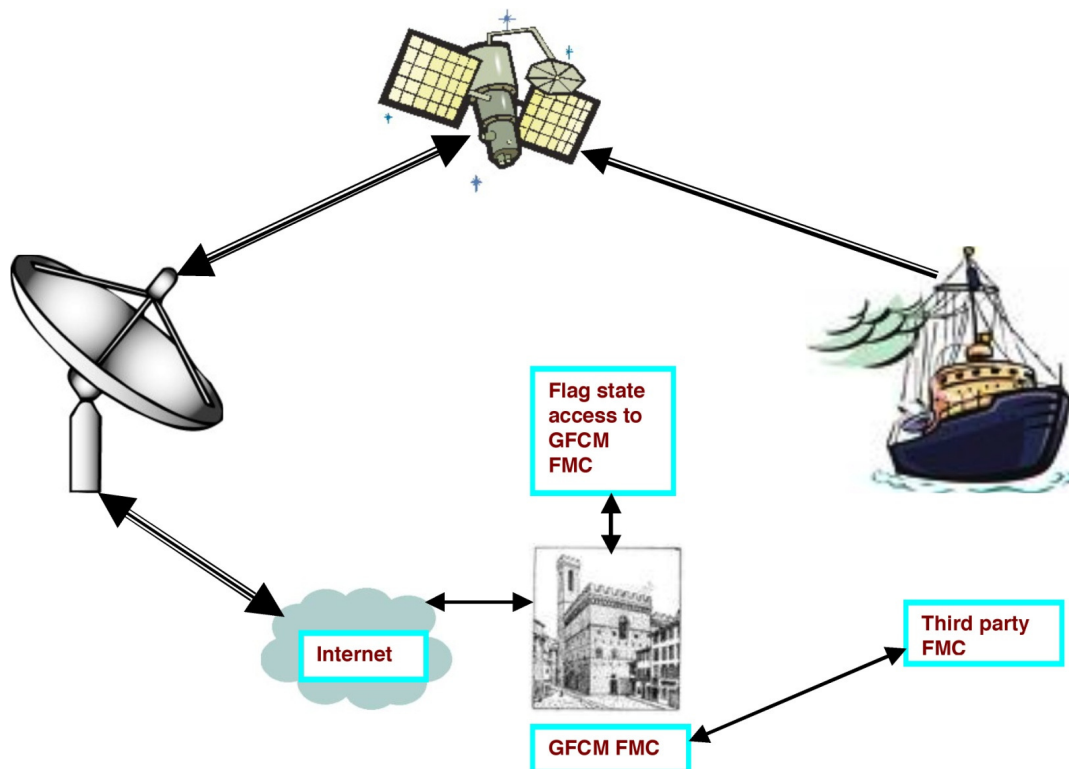 Flag state
access to
GFCM
FMC
Internet
Third party
FMC
GFCM FMC